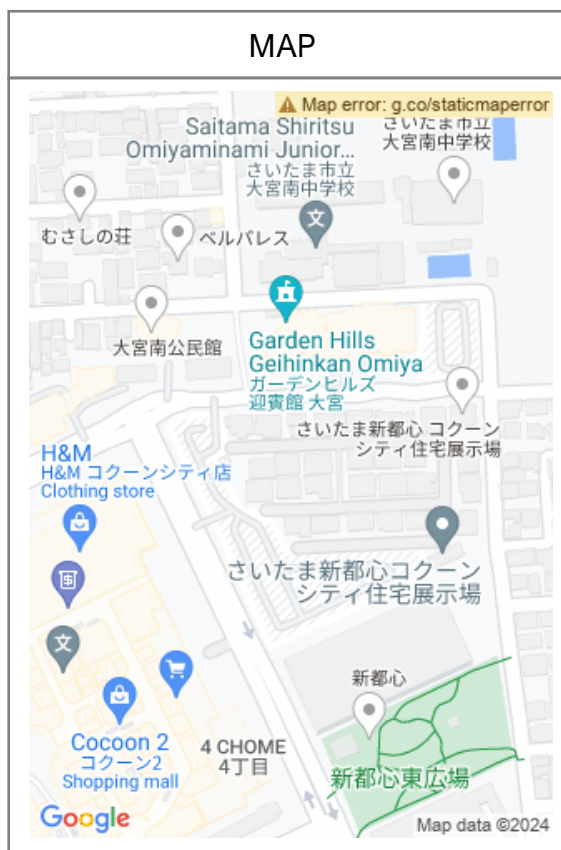 MAP
Map error: g.co/staticmaperror
Saitama Shiritsu
Omiyaminami Junior...
さいたま市立
大宮南中学校
さいたま市立
大宮南中学校
文
むさしの荘
ベルパレス
大宮南公民館
Garden Hills
Geihinkan Omiya
ガーデンヒルズ
迎賓館 大宮
さいたま新都心 コクーン
シティ住宅展示場
H&M
H&M コクーンシティ店
Clothing store
さいたま新都心コクーン
シティ住宅展示場
文
新都心
Cocoon 2
コクーン2
Shopping mall
4 CHOME
4丁目
新都心東広場
Google
Map data ©2024